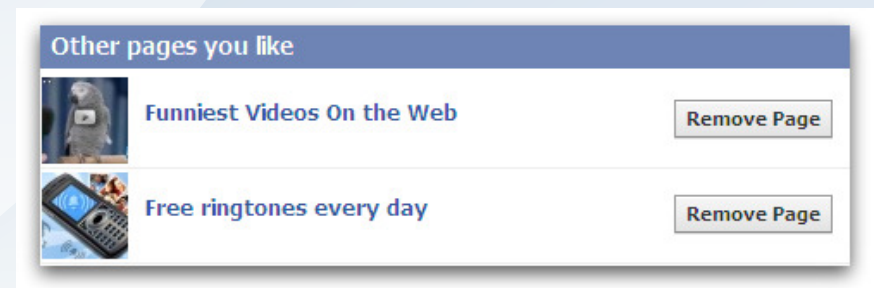 Other pages you like
Funniest Videos On the Web
Remove Page
Free ringtones every day
Remove Page